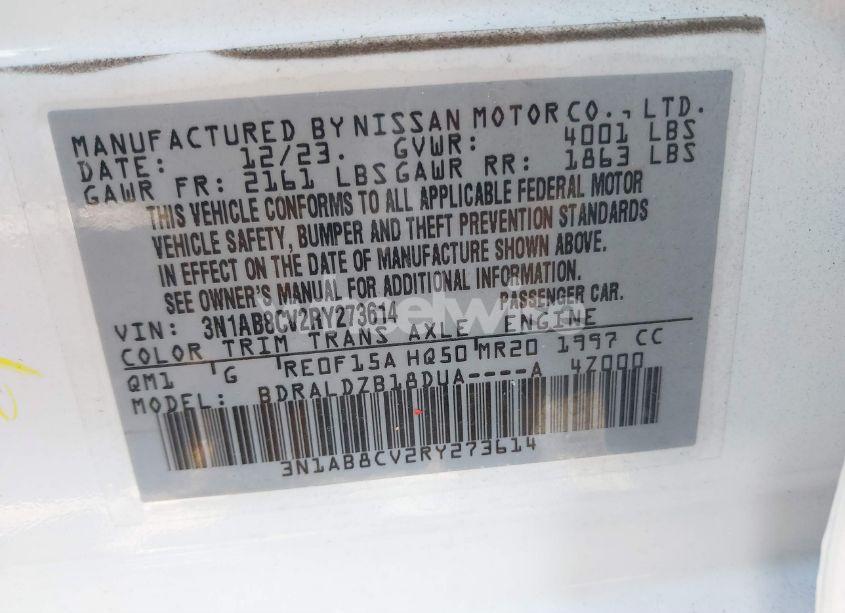 MANUFACTURED BY NISSAN MOTOR CO., LTD.
DATE: 12/23. GVWR: 4001 LBS
GAWR FR: 2161 LBS GAWR RR: 1863 LBS
THIS VEHICLE CONFORMS TO ALL APPLICABLE FEDERAL MOTOR
VEHICLE SAFETY, BUMPER AND THEFT PREVENTION STANDARDS
IN EFFECT ON THE DATE OF MANUFACTURE SHOWN ABOVE.
SEE OWNER'S MANUAL FOR ADDITIONAL INFORMATION.
VIN: 3N1AB8CV2RY273614 PASSENGER CAR.
COLOR TRIM TRANS AXLE ENGINE
QM1 'G 'RE0F15A HQ50 'MR20 1997 CC
MODEL: BDRALDZB18DUA----A 4Z000
3N1AB8CV2RY273614